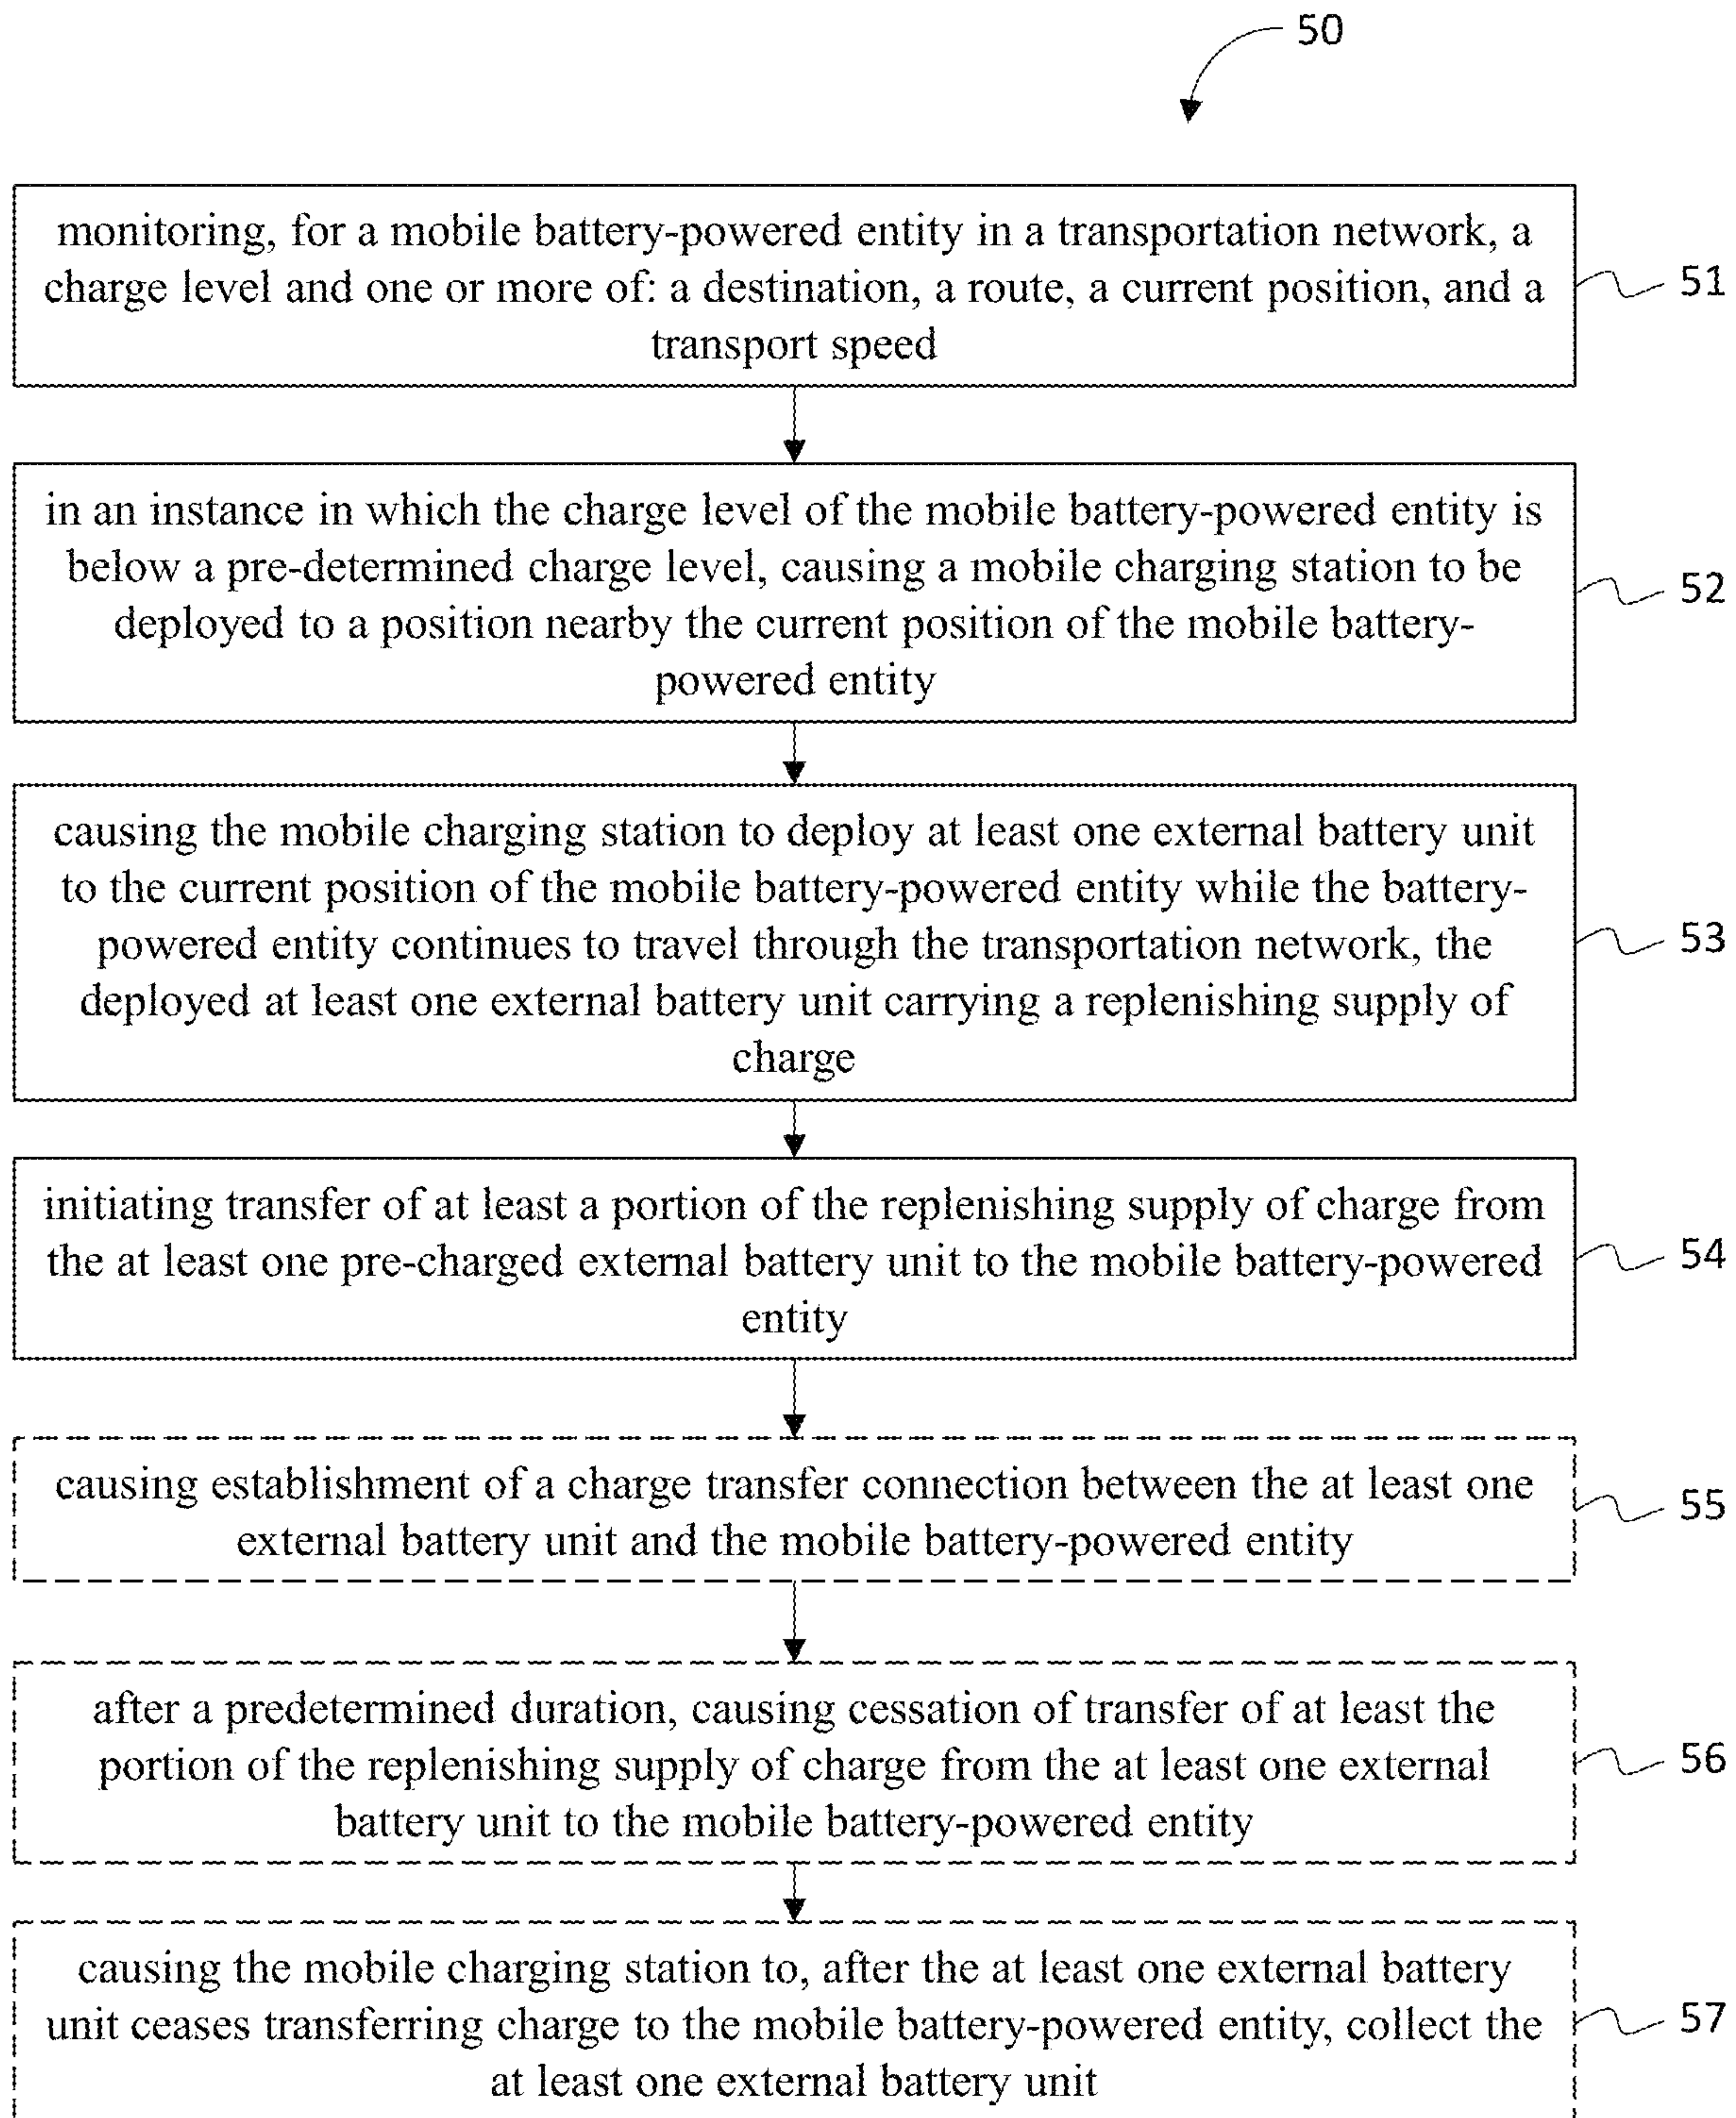 50
monitoring, for a mobile battery-powered entity in a transportation network, a
charge level and one or more of: a destination, a route, a current position, and a
transport speed
51
in an instance in which the charge level of the mobile battery-powered entity is
below a pre-determined charge level, causing a mobile charging station to be
deployed to a position nearby the current position of the mobile battery-
powered entity
52
causing the mobile charging station to deploy at least one external battery unit
to the current position of the mobile battery-powered entity while the battery-
powered entity continues to travel through the transportation network, the
deployed at least one external battery unit carrying a replenishing supply of
charge
53
initiating transfer of at least a portion of the replenishing supply of charge from
the at least one pre-charged external battery unit to the mobile battery-powered
entity
54
causing establishment of a charge transfer connection between the at least one
external battery unit and the mobile battery-powered entity
55
after a predetermined duration, causing cessation of transfer of at least the
portion of the replenishing supply of charge from the at least one external
battery unit to the mobile battery-powered entity
56
causing the mobile charging station to, after the at least one external battery
unit ceases transferring charge to the mobile battery-powered entity, collect the
at least one external battery unit
57